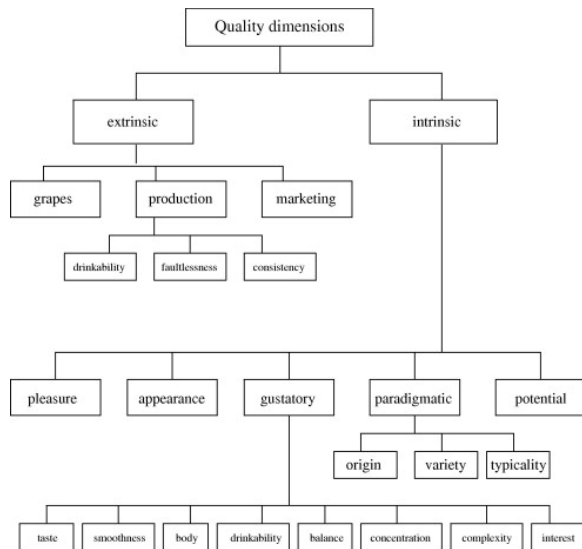 Quality dimensions
extrinsic
intrinsic
grapes
production
marketing
drinkability
faultlessness
consistency
pleasure
appearance
gustatory
paradigmatic
potential
origin
variety
typicality
taste
smoothness
body
drinkability
balance
concentration
complexity
interest